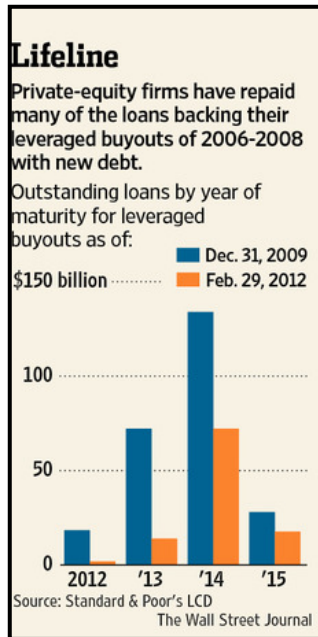 Lifeline
Private-equity firms have repaid
many of the loans backing their
leveraged buyouts of 2006-2008
with new debt.
Outstanding loans by year of
maturity for leveraged
buyouts as of:
Dec. 31, 2009
$150 billion
Feb. 29, 2012
100
50
0
2012 '13 '14 '15
Source: Standard & Poor's LCD
The Wall Street Journal